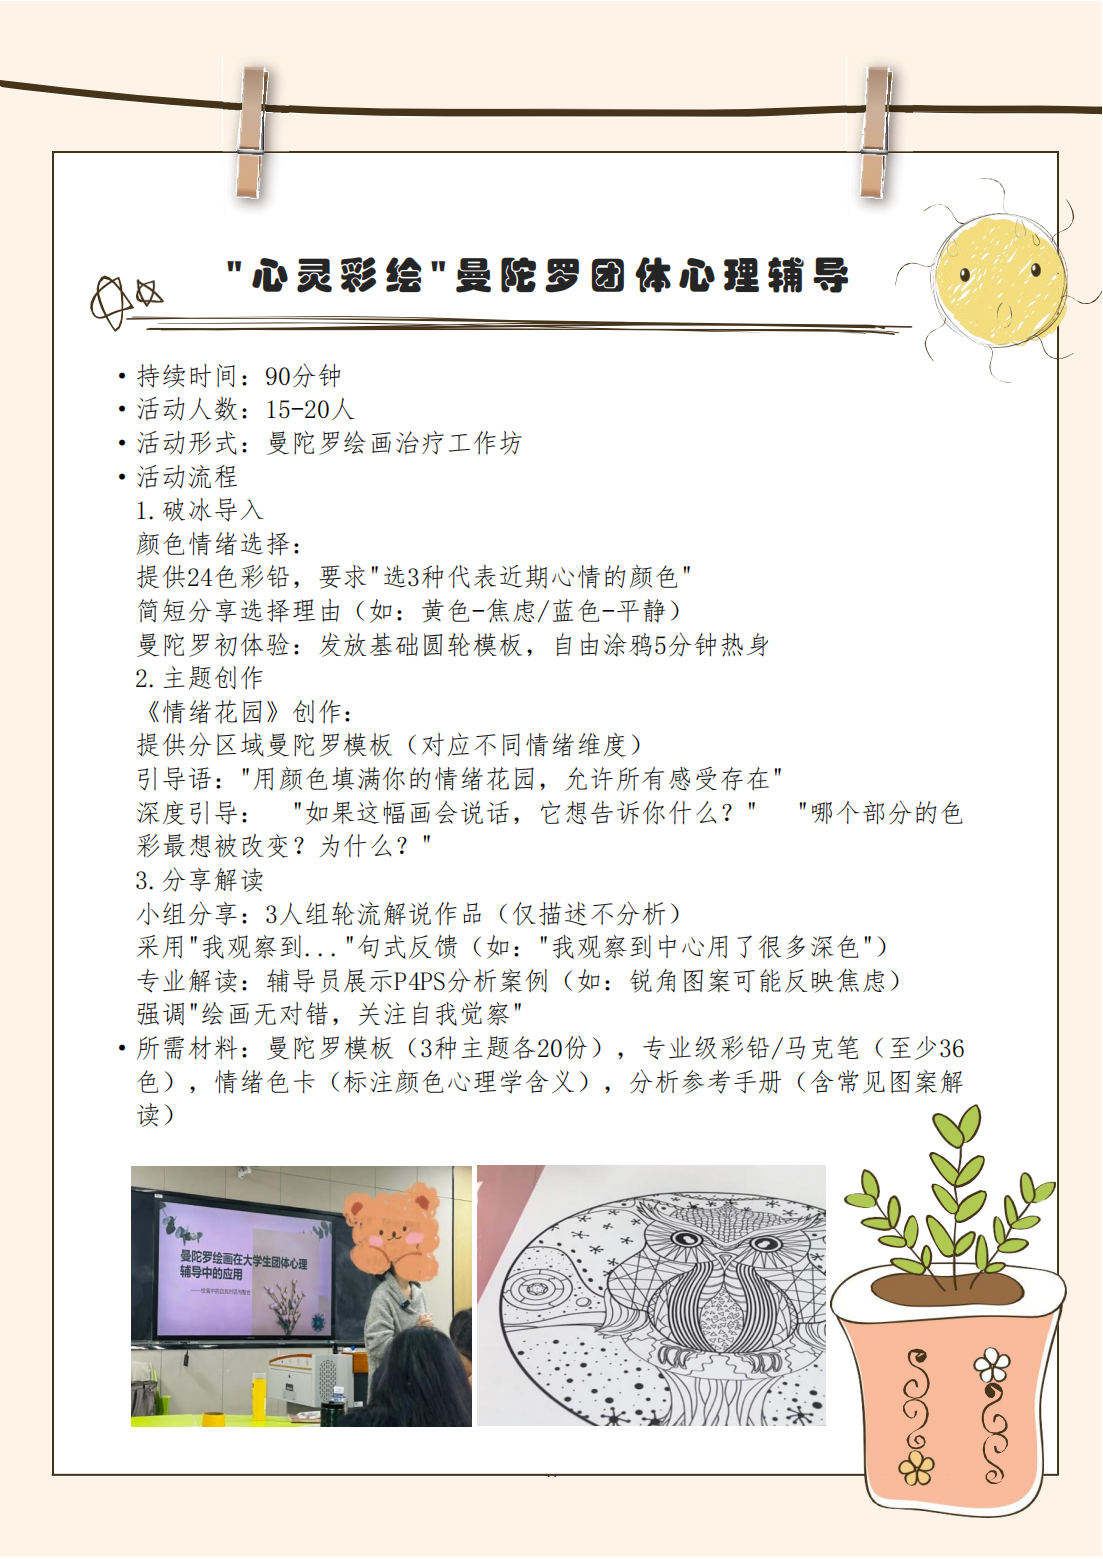 "心灵彩绘"曼陀罗团体心理辅导
•持续时间：90分钟
•活动人数：15-20人
•活动形式：曼陀罗绘画治疗工作坊
•活动流程
1.破冰导入
颜色情绪选择：
提供24色彩铅，要求"选3种代表近期心情的颜色"
简短分享选择理由（如：黄色-焦虑/蓝色-平静）
曼陀罗初体验：发放基础圆轮模板，自由涂鸦5分钟热身
2.主题创作
《情绪花园》创作：
提供分区域曼陀罗模板（对应不同情绪维度）
引导语："用颜色填满你的情绪花园，允许所有感受存在"
深度引导： "如果这幅画会说话，它想告诉你什么？" "哪个部分的色
彩最想被改变？为什么？"
3.分享解读
小组分享：3人组轮流解说作品（仅描述不分析）
采用"我观察到..."句式反馈（如："我观察到中心用了很多深色"）
专业解读：辅导员展示P4PS分析案例（如：锐角图案可能反映焦虑）
强调"绘画无对错，关注自我觉察"
•所需材料：曼陀罗模板（3种主题各20份），专业级彩铅/马克笔（至少36
色），情绪色卡（标注颜色心理学含义），分析参考手册（含常见图案解
读）
曼陀罗绘画在大学生团体心理
辅导中的应用